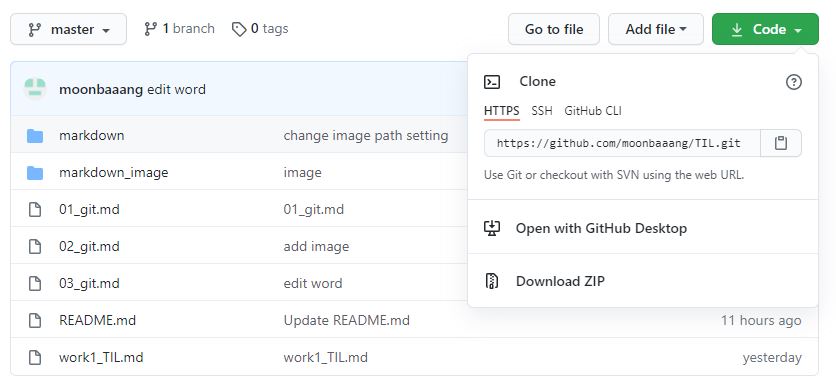 master 1 branch 0 tags Go to file Add file Code
moonbaaang edit word
Clone
HTTPS SSH GitHub CLI
https://github.com/moonbaaang/TIL.git
Use Git or checkout with SVN using the web URL.
Open with GitHub Desktop
Download ZIP
markdown change image path setting
markdown_image image
01_git.md 01_git.md
02_git.md add image
03_git.md edit word
README.md Update README.md 11 hours ago
work1_TIL.md work1_TIL.md yesterday